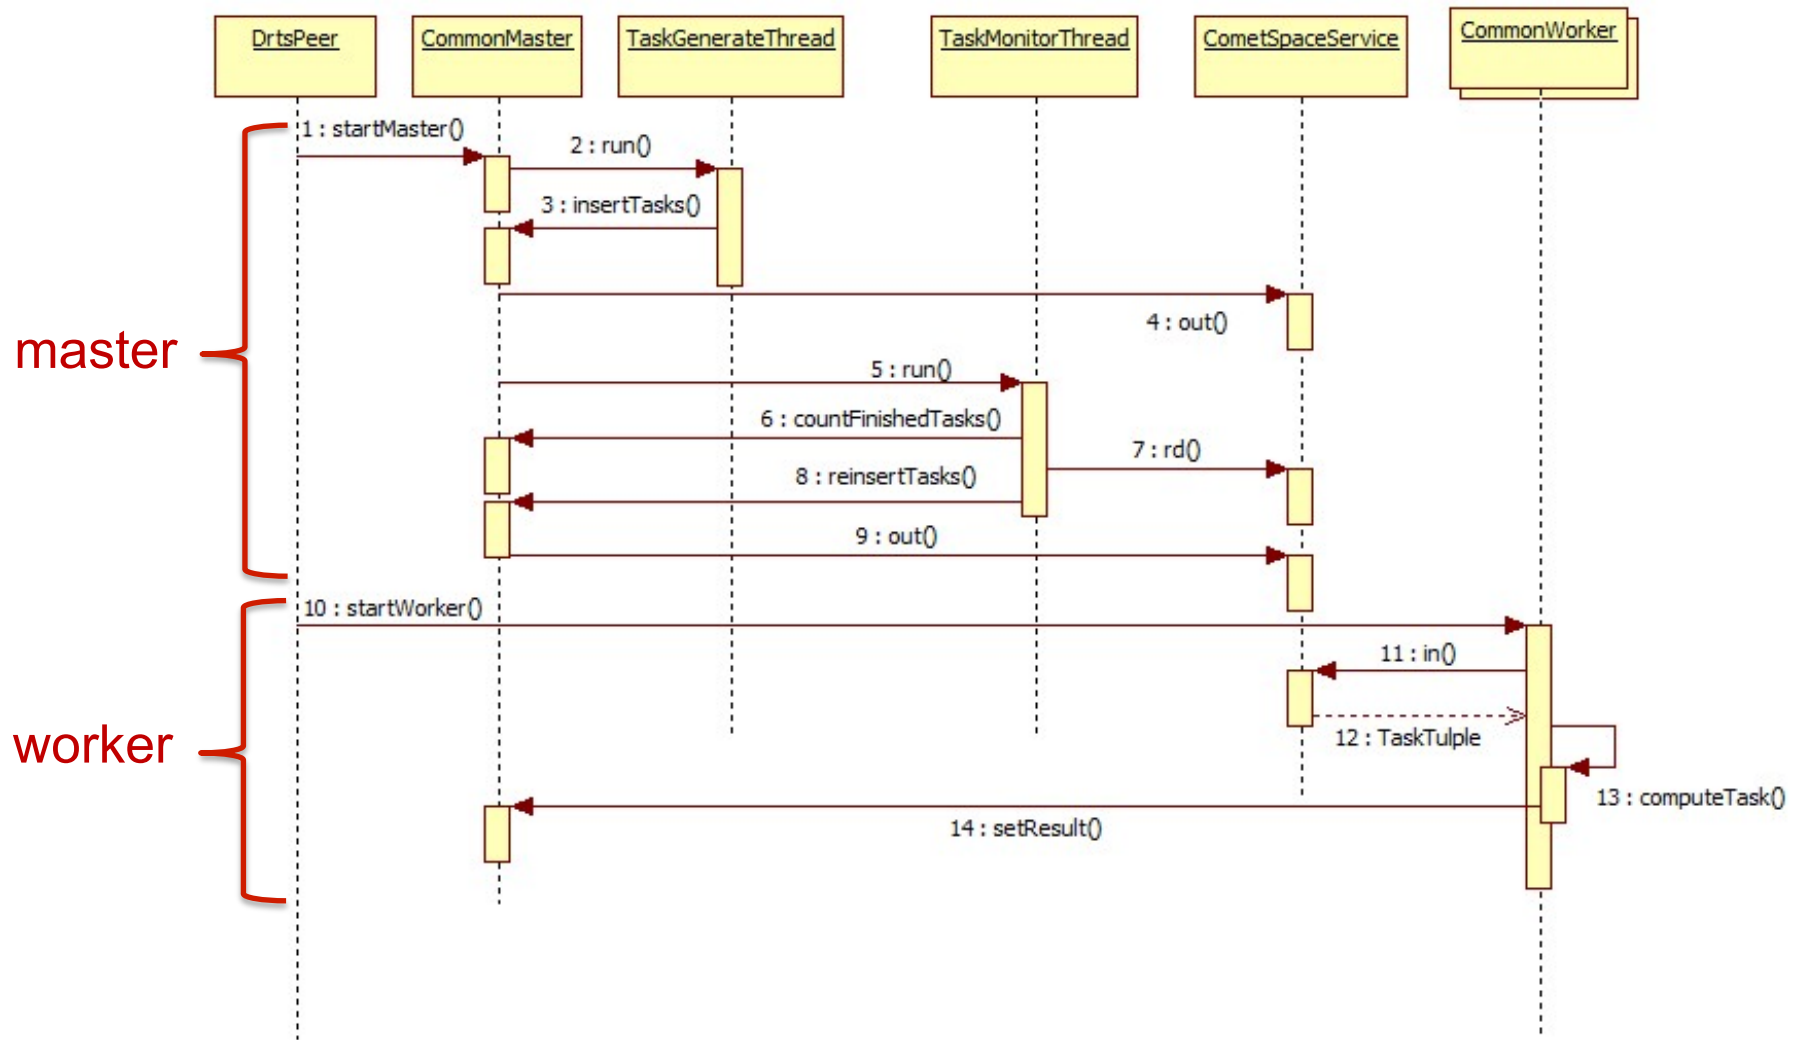 DrtsPeer
CommonMaster
TaskGenerateThread
TaskMonitorThread
CometSpaceService
CommonWorker
1 : startMaster()
2 : run()
3 : insertTasks()
4 : out()
master
5 : run()
6 : countFinishedTasks()
7 : rd()
8 : reinsertTasks()
9 : out()
10 : startWorker()
11 : in()
12 : TaskTulple
worker
13 : computeTask()
14 : setResult()